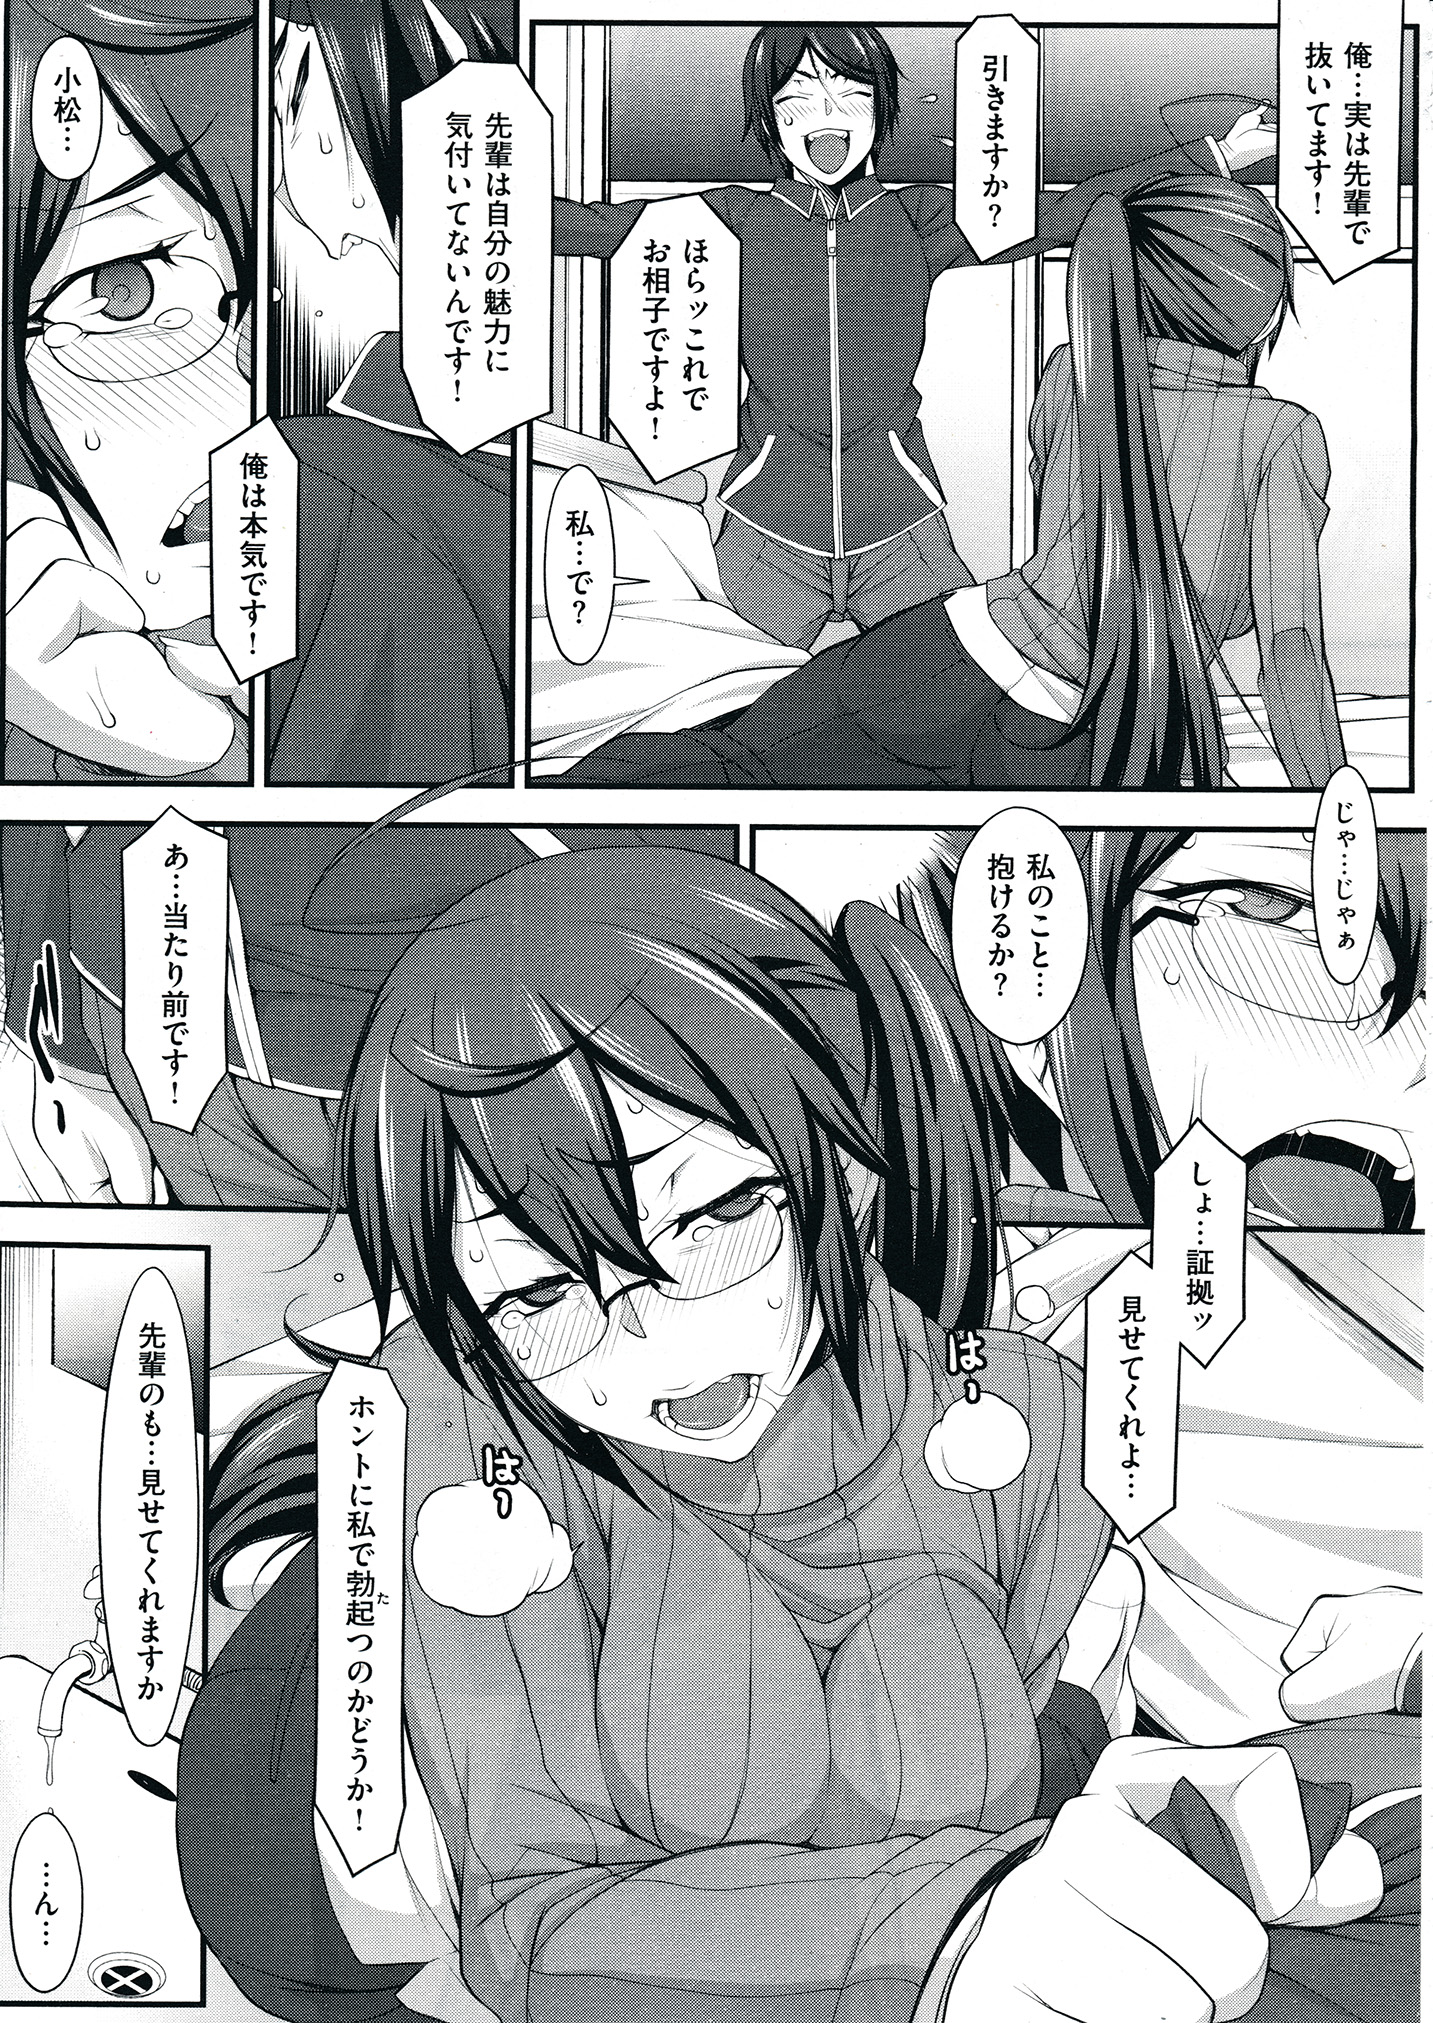 俺…実は先輩で
抜いてます！
引きますか？
ほらッこれで
お相子ですよ！
私…で？
先輩は自分の魅力に
気付いてないんです！
小松…
俺は本気です！
じゃ…じゃぁ
私のこと…
抱けるか？
あ…当たり前です！
しょ…証拠ッ
見せてくれよ…
はー
はー
ホントに私で勃起つのかどうか！
た
先輩のも…見せてくれますか
…ん…